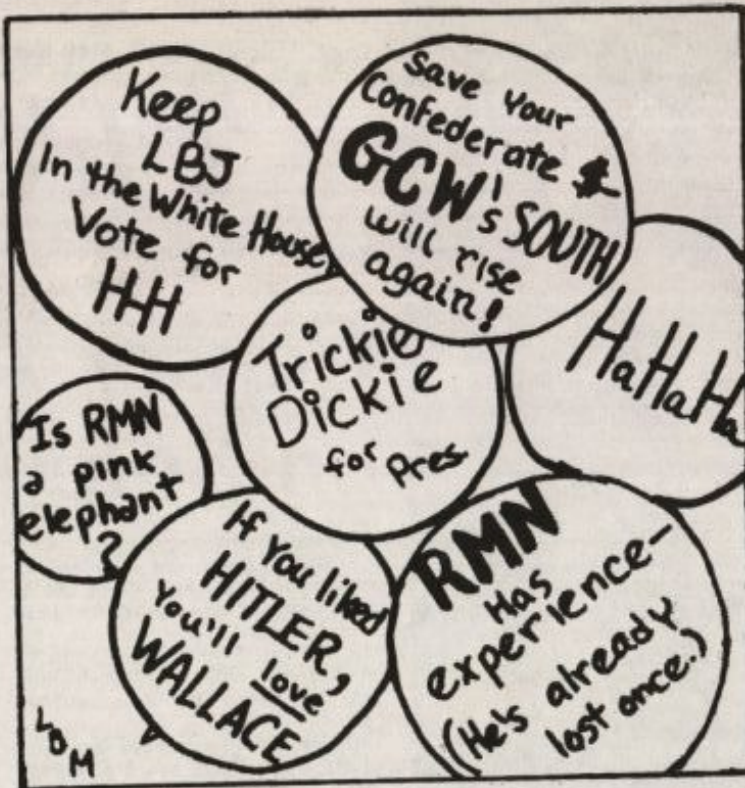 Keep
LBJ
In the White House,
Vote for
HHH
Save Your
Confederate $
GCW's SOUTH
will rise
again!
HaHaHa
Trickie
Dickie
for Pres
Is RMN
a pink
elephant
?
If You liked
HITLER,
You'll love
WALLACE
RMN
Has
experience—
(He's already
lost once.)
LDM